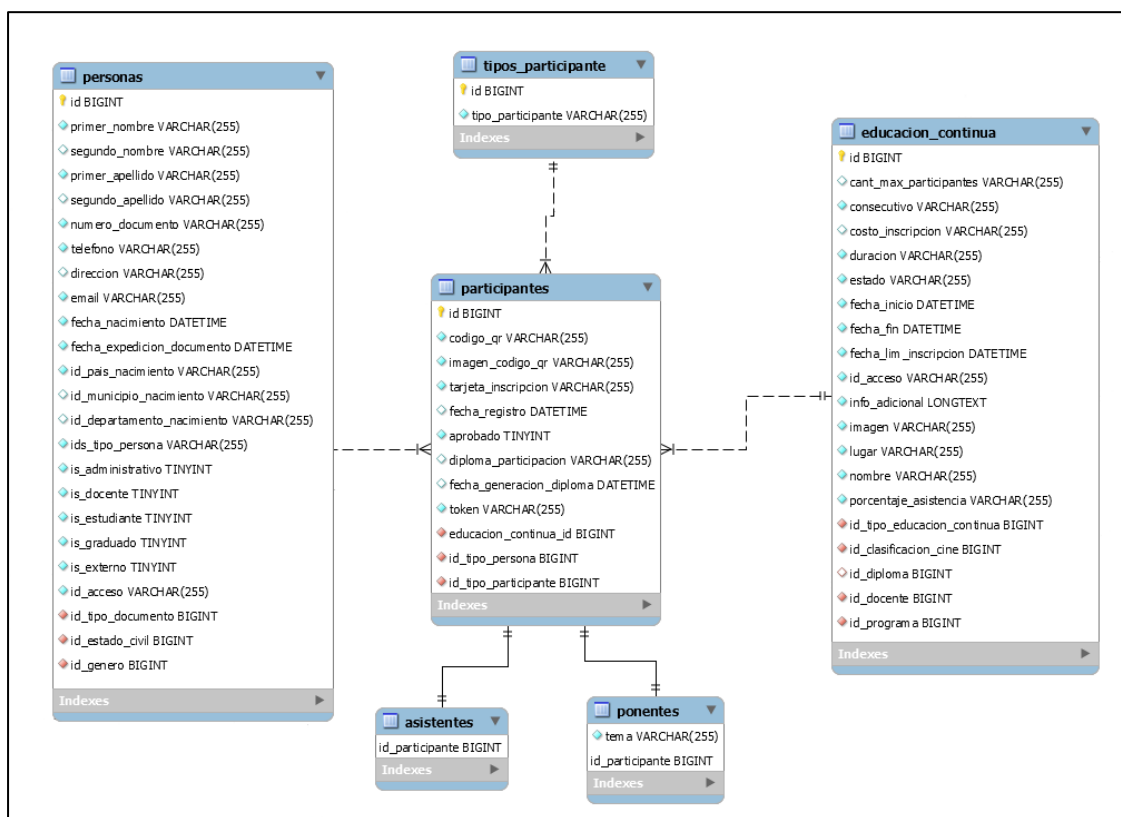 personas
id BIGINT
primer_nombre VARCHAR(255)
segundo_nombre VARCHAR(255)
primer_apellido VARCHAR(255)
segundo_apellido VARCHAR(255)
numero_documento VARCHAR(255)
telefono VARCHAR(255)
direccion VARCHAR(255)
email VARCHAR(255)
fecha_nacimiento DATETIME
fecha_expedicion_documento DATETIME
id_pais_nacimiento VARCHAR(255)
id_municipio_nacimiento VARCHAR(255)
id_departamento_nacimiento VARCHAR(255)
ids_tipo_persona VARCHAR(255)
is_administrativo TINYINT
is_docente TINYINT
is_estudiante TINYINT
is_graduado TINYINT
is_externo TINYINT
id_acceso VARCHAR(255)
id_tipo_documento BIGINT
id_estado_civil BIGINT
id_genero BIGINT
Indexes
tipos_participante
id BIGINT
tipo_participante VARCHAR(255)
Indexes
participantes
id BIGINT
codigo_qr VARCHAR(255)
imagen_codigo_qr VARCHAR(255)
tarjeta_inscripcion VARCHAR(255)
fecha_registro DATETIME
aprobado TINYINT
diploma_participacion VARCHAR(255)
fecha_generacion_diploma DATETIME
token VARCHAR(255)
educacion_continua_id BIGINT
id_tipo_persona BIGINT
id_tipo_participante BIGINT
Indexes
asistentes
id_participante BIGINT
Indexes
ponentes
tema VARCHAR(255)
id_participante BIGINT
Indexes
educacion_continua
id BIGINT
cant_max_participantes VARCHAR(255)
consecutivo VARCHAR(255)
costo_inscripcion VARCHAR(255)
duracion VARCHAR(255)
estado VARCHAR(255)
fecha_inicio DATETIME
fecha_fin DATETIME
fecha_lim_inscripcion DATETIME
id_acceso VARCHAR(255)
info_adicional LONGTEXT
imagen VARCHAR(255)
lugar VARCHAR(255)
nombre VARCHAR(255)
porcentaje_asistencia VARCHAR(255)
id_tipo_educacion_continua BIGINT
id_clasificacion_cine BIGINT
id_diploma BIGINT
id_docente BIGINT
id_programa BIGINT
Indexes